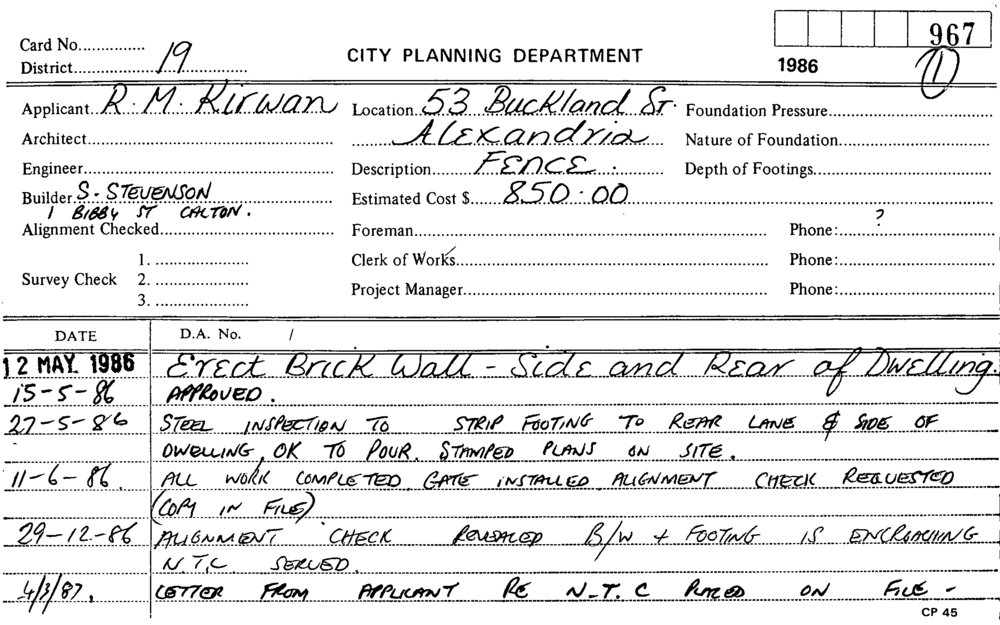 967
Card No...............
District 19
CITY PLANNING DEPARTMENT
1986
(1)
Applicant R. M. Kirwan
Location 53 Buckland St.
Foundation Pressure
Architect
Alexandria
Nature of Foundation
Engineer
Description FENCE.
Depth of Footings
Builder S. STEVENSON
Estimated Cost $ 850.00
1 BIBBY ST CALTON.
Alignment Checked
Foreman
Phone: ?
Clerk of Works
Phone:
Survey Check 1.
2.
3.
Project Manager
Phone:
DATE D.A. No. /
12 MAY. 1986 Erect Brick Wall - Side and Rear of Dwelling.
15-5-86 APPROVED.
27-5-86 STEEL INSPECTION TO STRIP FOOTING TO REAR LANE & SIDE OF
DWELLING, OK TO POUR. STAMPED PLANS ON SITE.
11-6-86. ALL WORK COMPLETED. GATE INSTALLED. ALIGNMENT CHECK REQUESTED
(COPY IN FILE)
29-12-86 ALIGNMENT CHECK REVEALED B/W + FOOTING IS ENCROACHING
N.T.C. SERVED.
4/3/87. LETTER FROM APPLICANT RE N.T.C PLACED ON FILE -
CP 45